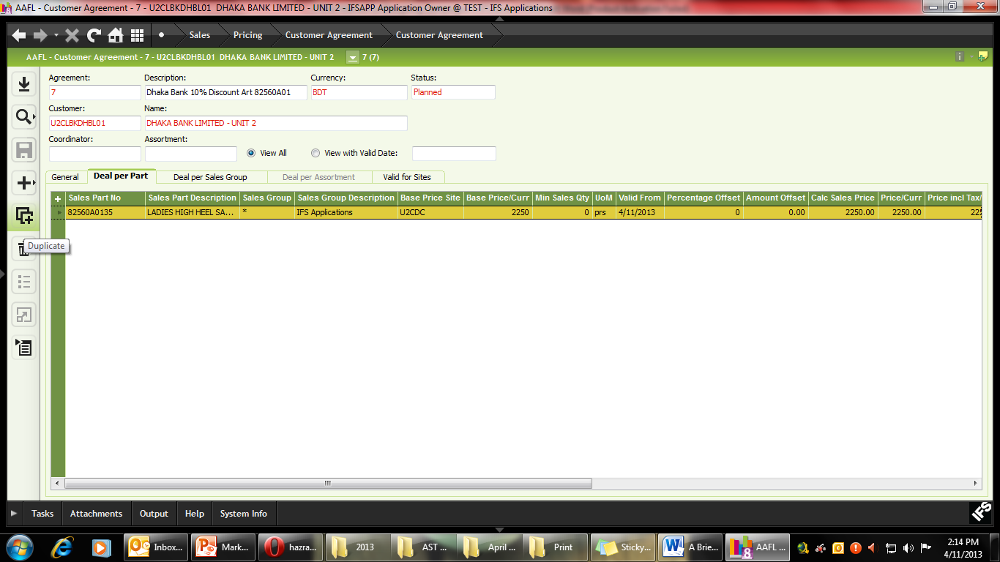 AAFL - Customer Agreement - 7 - U2CLBKDHBL01 DHAKA BANK LIMITED - UNIT 2 - IFSAPP Application Owner @ TEST - IFS Applications
Sales Pricing Customer Agreement Customer Agreement
AAFL - Customer Agreement - 7 - U2CLBKDHBL01 DHAKA BANK LIMITED - UNIT 2 7 (7)
Agreement: Description: Currency: Status:
7 Dhaka Bank 10% Discount Art 82560A01 BDT Planned
Customer: Name:
U2CLBKDHBL01 DHAKA BANK LIMITED - UNIT 2
Coordinator: Assortment:
View All View with Valid Date:
General Deal per Part Deal per Sales Group Deal per Assortment Valid for Sites
Sales Part No Sales Part Description Sales Group Sales Group Description Base Price Site Base Price/Curr Min Sales Qty UoM Valid From Percentage Offset Amount Offset Calc Sales Price Price/Curr Price incl Tax/
82560A0135 LADIES HIGH HEEL SA... * IFS Applications U2CDC 2250 0 prs 4/11/2013 0 0.00 2250.00 2250.00 225
Duplicate
Tasks Attachments Output Help System Info IFS
Inbox... Mark... hazra... 2013 AST ... April ... Print Sticky... A Brie... AAFL ... 2:14 PM
4/11/2013